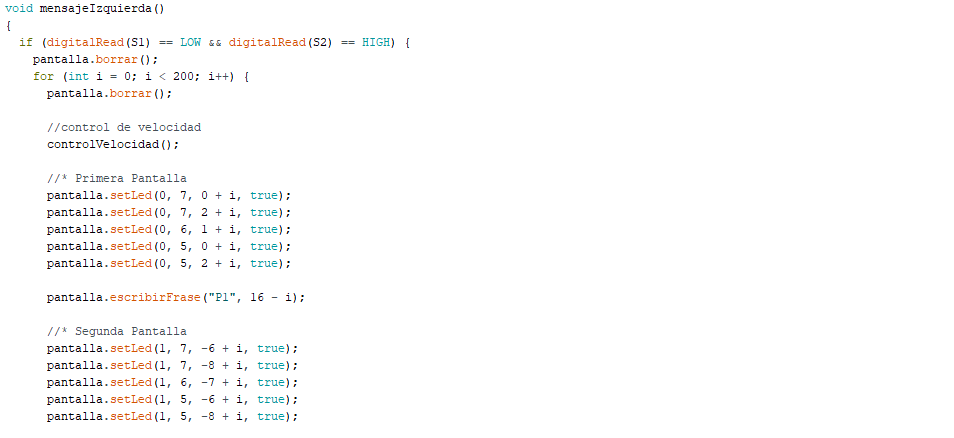 void mensajeIzquierda()
{
  if (digitalRead(S1) == LOW && digitalRead(S2) == HIGH) {
    pantalla.borrar();
    for (int i = 0; i < 200; i++) {
      pantalla.borrar();

      //control de velocidad
      controlVelocidad();

      //* Primera Pantalla
      pantalla.setLed(0, 7, 0 + i, true);
      pantalla.setLed(0, 7, 2 + i, true);
      pantalla.setLed(0, 6, 1 + i, true);
      pantalla.setLed(0, 5, 0 + i, true);
      pantalla.setLed(0, 5, 2 + i, true);

      pantalla.escribirFrase("P1", 16 - i);

      //* Segunda Pantalla
      pantalla.setLed(1, 7, -6 + i, true);
      pantalla.setLed(1, 7, -8 + i, true);
      pantalla.setLed(1, 6, -7 + i, true);
      pantalla.setLed(1, 5, -6 + i, true);
      pantalla.setLed(1, 5, -8 + i, true);